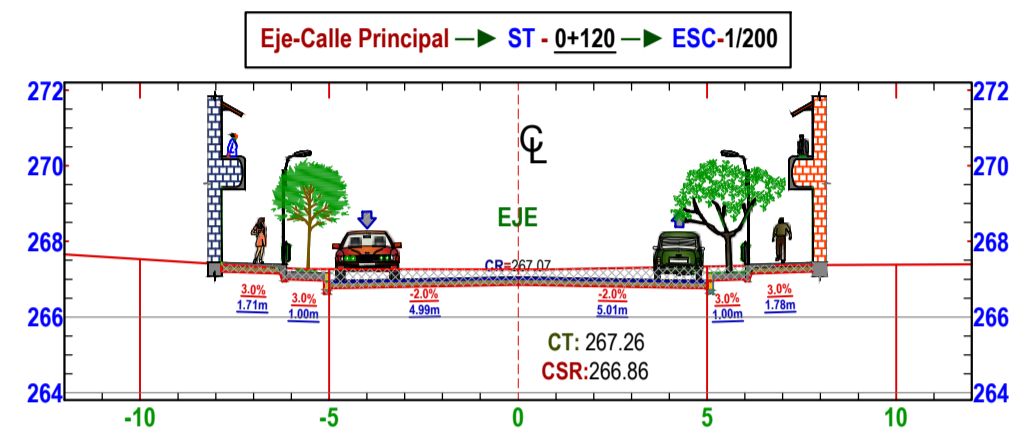 Eje-Calle Principal ST - 0+120 ESC-1/200
272 272
270 270
EJE
268 268
CR=267.07
3.0% 3.0% -2.0% -2.0% 3.0% 3.0%
1.71m 1.00m 4.99m 5.01m 1.00m 1.78m
266 266
CT: 267.26
CSR:266.86
264 264
-10 -5 0 5 10